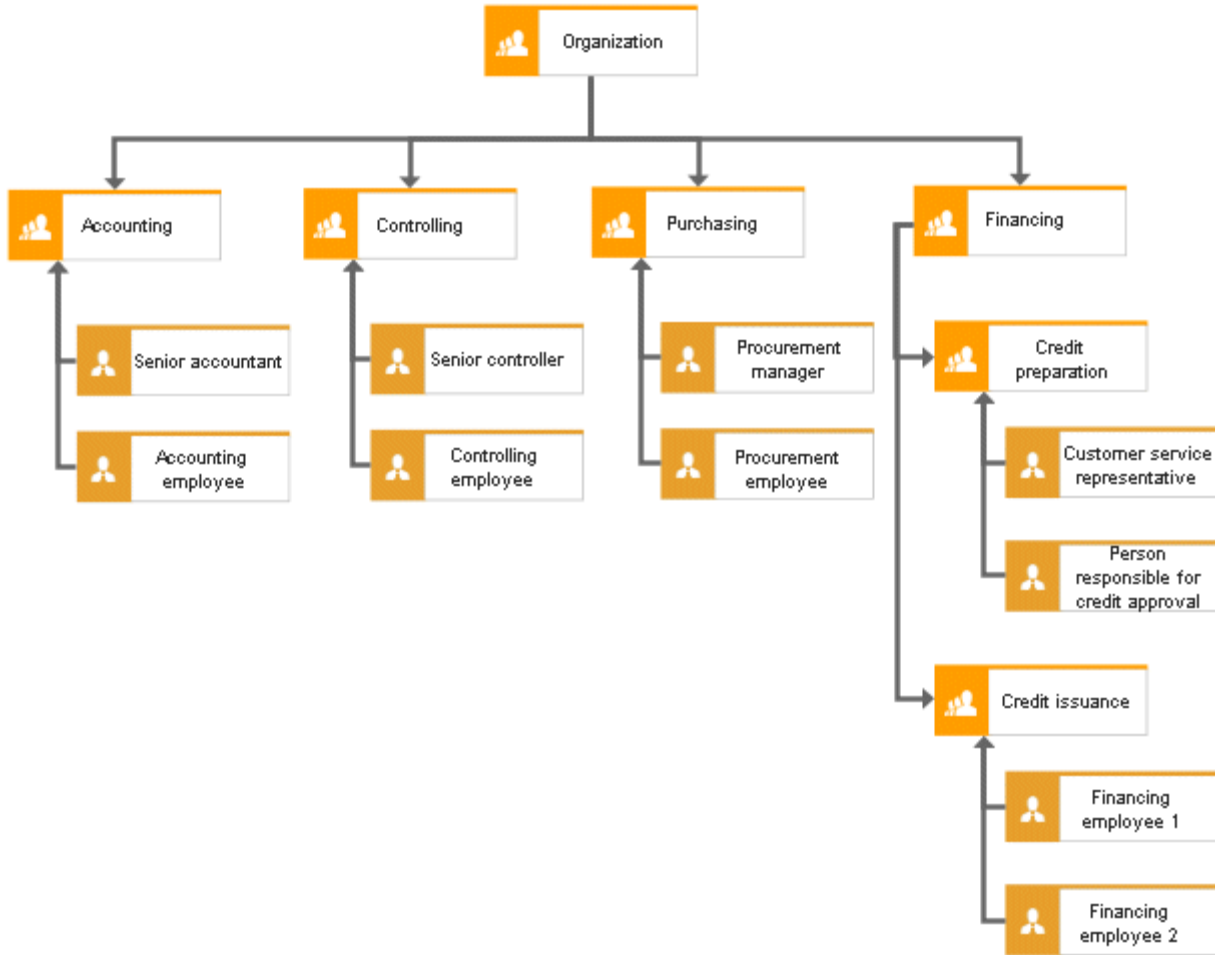 Organization
Accounting
Controlling
Purchasing
Financing
Senior accountant
Senior controller
Procurement
manager
Credit
preparation
Accounting
employee
Controlling
employee
Procurement
employee
Customer service
representative
Person
responsible for
credit approval
Credit issuance
Financing
employee 1
Financing
employee 2